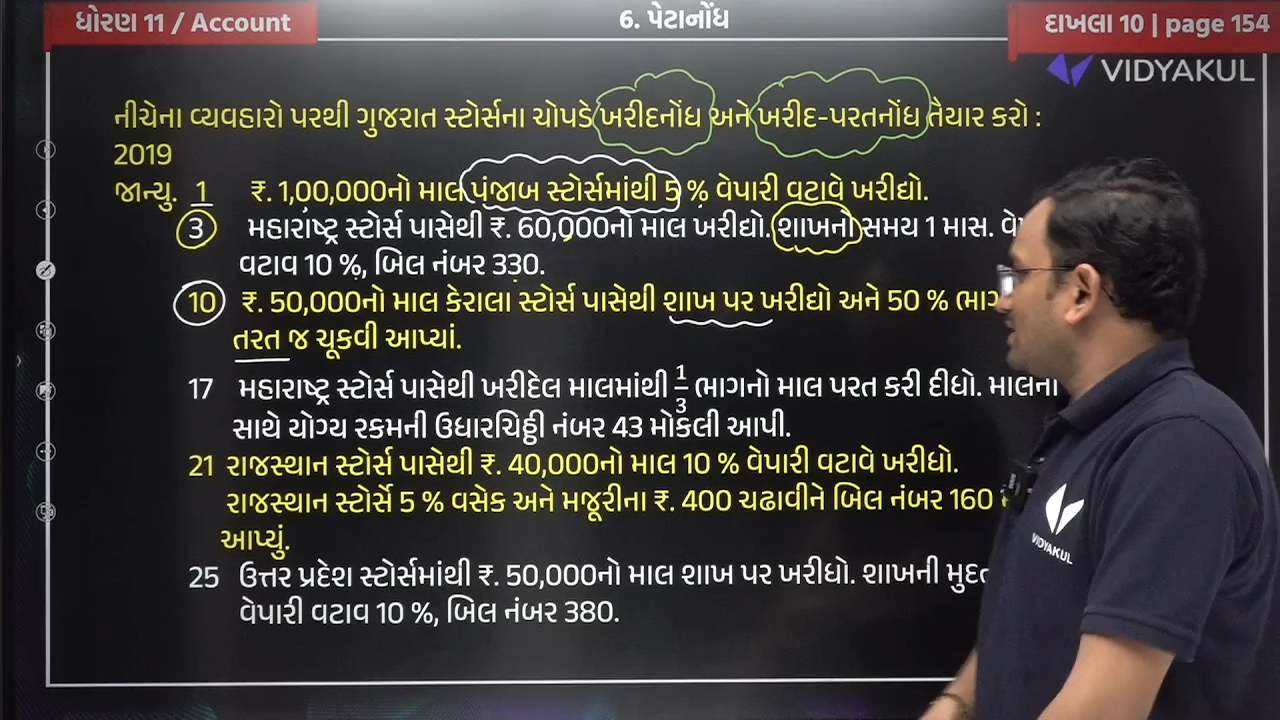 ધોરણ 11 / Account
6. પેટાનોંધ
દાખલા 10 | page 154
VIDYAKUL
નીચેના વ્યવહારો પરથી ગુજરાત સ્ટોર્સના ચોપડે ખરીદનોંધ અને ખરીદ-પરતનોંધ તૈયાર કરો :
2019
જાન્યુ. 1 ₹. 1,00,000નો માલ પંજાબ સ્ટોર્સમાંથી 5 % વેપારી વટાવે ખરીદ્યો.
3 મહારાષ્ટ્ર સ્ટોર્સ પાસેથી ₹. 60,000નો માલ ખરીદ્યો. શાખનો સમય 1 માસ.
વટાવ 10 %, બિલ નંબર 330.
10 ₹. 50,000નો માલ કેરાલા સ્ટોર્સ પાસેથી શાખ પર ખરીદ્યો અને 50 %
તરત જ ચૂકવી આપ્યાં.
17 મહારાષ્ટ્ર સ્ટોર્સ પાસેથી ખરીદેલ માલમાંથી 1/3 ભાગનો માલ પરત કરી દીધો. માલની
સાથે યોગ્ય રકમની ઉધારચિઠ્ઠી નંબર 43 મોકલી આપી.
21 રાજસ્થાન સ્ટોર્સ પાસેથી ₹. 40,000નો માલ 10 % વેપારી વટાવે ખરીદ્યો.
રાજસ્થાન સ્ટોર્સે 5 % વસેક અને મજૂરીના ₹. 400 ચઢાવીને બિલ નંબર 160
આપ્યું.
25 ઉત્તર પ્રદેશ સ્ટોર્સમાંથી ₹. 50,000નો માલ શાખ પર ખરીદ્યો. શાખની
વેપારી વટાવ 10 %, બિલ નંબર 380.
VIDYAKUL